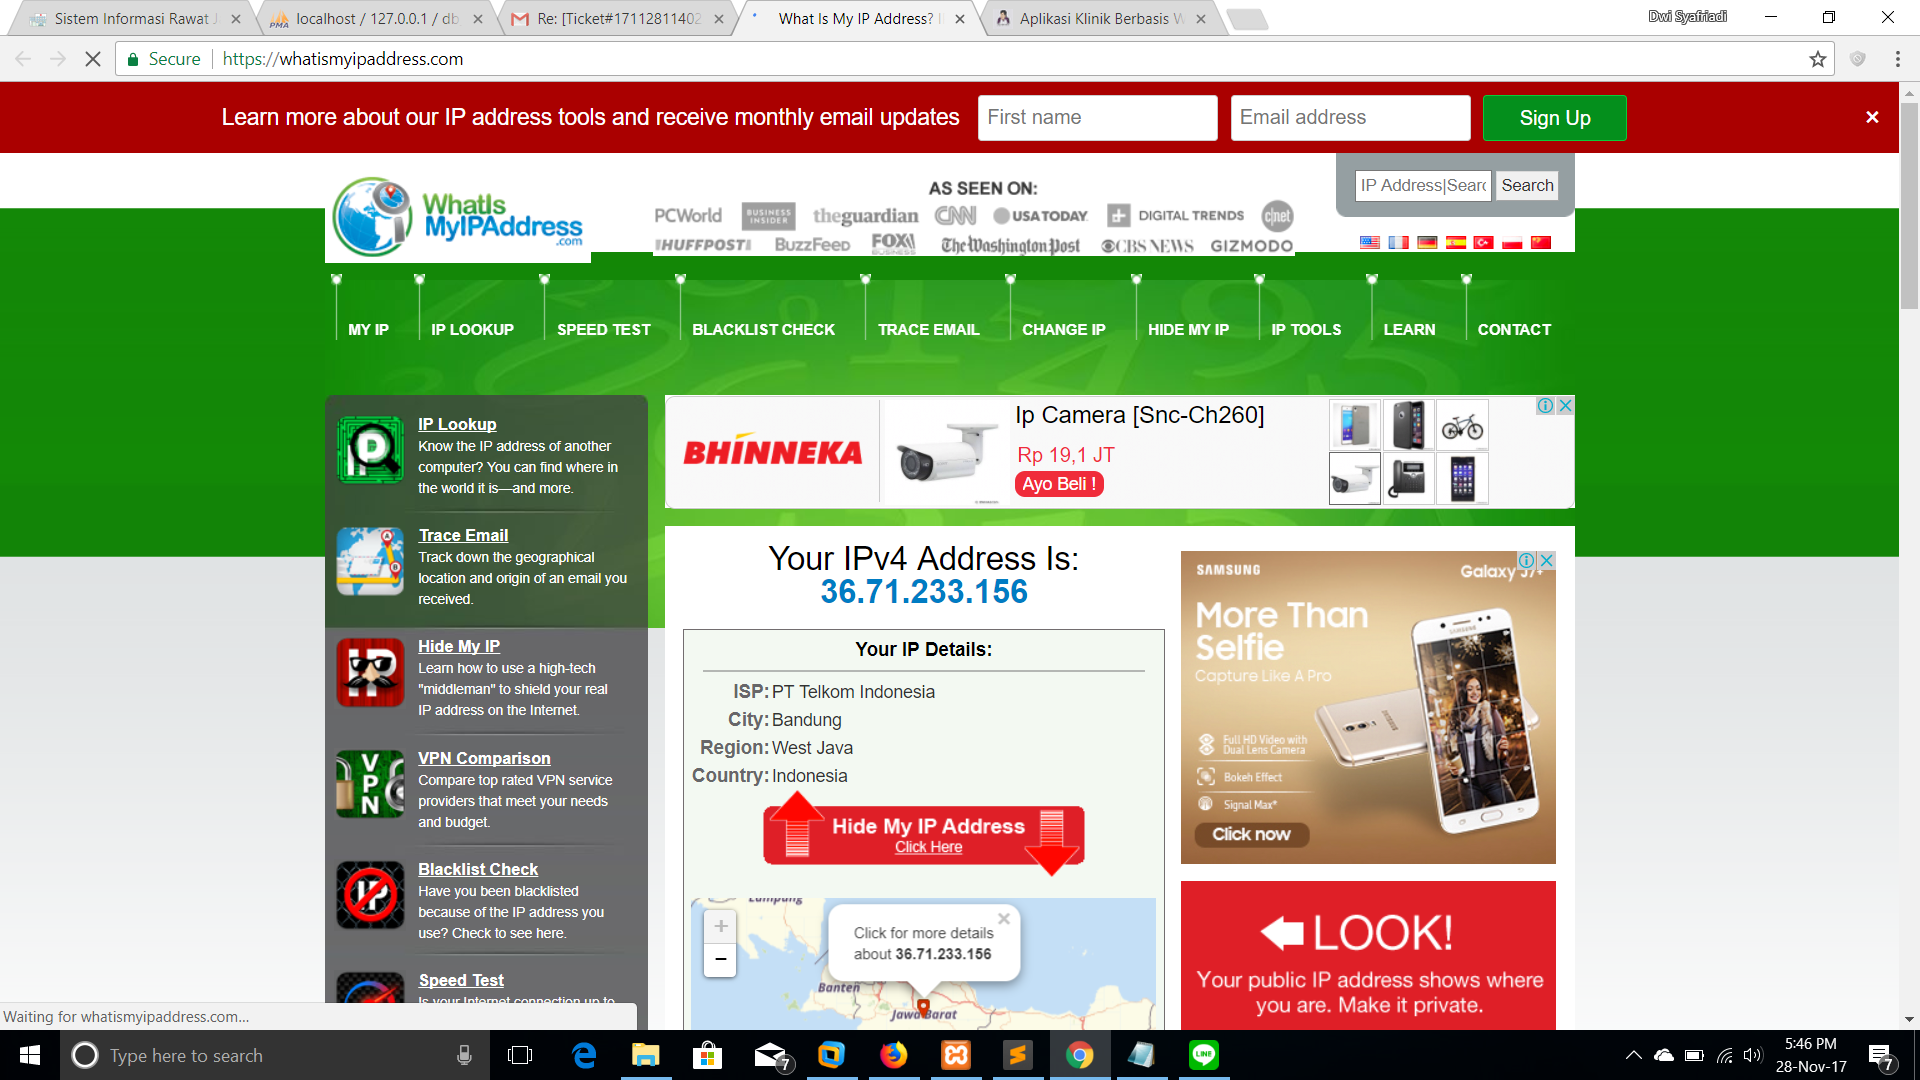 Sistem Informasi Rawat J
localhost / 127.0.0.1 / db
Re: [Ticket#17112811402
What Is My IP Address? I
Aplikasi Klinik Berbasis W
Dwi Syafriadi
Secure
https://whatismyipaddress.com
Learn more about our IP address tools and receive monthly email updates
First name
Email address
Sign Up
WhatIs
MyIPAddress
.com
AS SEEN ON:
PCWorld
BUSINESS INSIDER
theguardian
CNN
USA TODAY
DIGITAL TRENDS
c|net
HUFFPOST
BuzzFeed
FOX BUSINESS
The Washington Post
CBS NEWS
GIZMODO
IP Address|Searc
Search
MY IP
IP LOOKUP
SPEED TEST
BLACKLIST CHECK
TRACE EMAIL
CHANGE IP
HIDE MY IP
IP TOOLS
LEARN
CONTACT
IP Lookup
Know the IP address of another
computer? You can find where in
the world it is—and more.
Trace Email
Track down the geographical
location and origin of an email you
received.
Hide My IP
Learn how to use a high-tech
"middleman" to shield your real
IP address on the Internet.
VPN Comparison
Compare top rated VPN service
providers that meet your needs
and budget.
Blacklist Check
Have you been blacklisted
because of the IP address you
use? Check to see here.
Speed Test
Is your Internet connection up to
BHINNEKA
Ip Camera [Snc-Ch260]
Rp 19,1 JT
Ayo Beli !
Your IPv4 Address Is:
36.71.233.156
Your IP Details:
ISP: PT Telkom Indonesia
City: Bandung
Region: West Java
Country: Indonesia
Hide My IP Address
Click Here
Lampung
Click for more details
about 36.71.233.156
Banten
Jawa Barat
SAMSUNG
Galaxy J7+
More Than
Selfie
Capture Like A Pro
Full HD Video with
Dual Lens Camera
Bokeh Effect
Signal Max*
Click now
LOOK!
Your public IP address shows where
you are. Make it private.
Waiting for whatismyipaddress.com...
Type here to search
7
LINE
5:46 PM
28-Nov-17
7